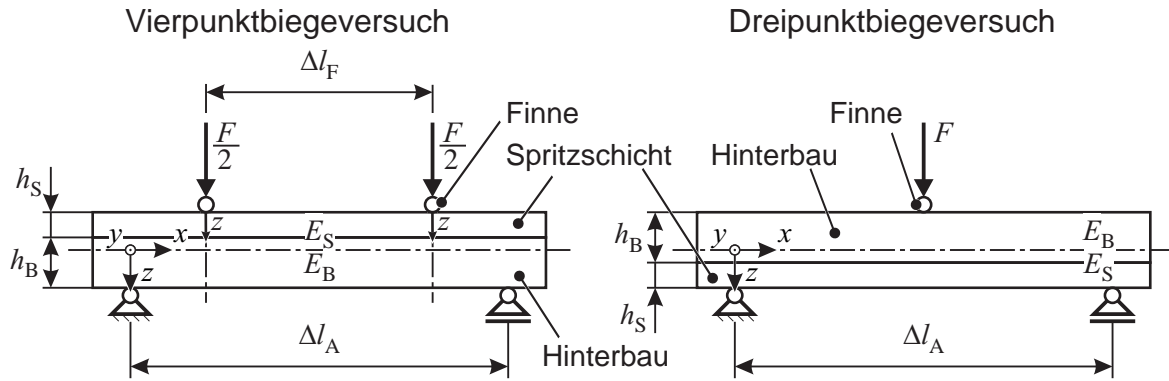 Vierpunktbiegeversuch
Dreipunktbiegeversuch
Δl_F
Finne
Finne
F/2
F/2
F
Spritzschicht
Hinterbau
h_S
z
z
h_B
y
x
E_S
E_B
z
h_B
y
x
E_B
E_S
z
h_S
Δl_A
Hinterbau
Δl_A